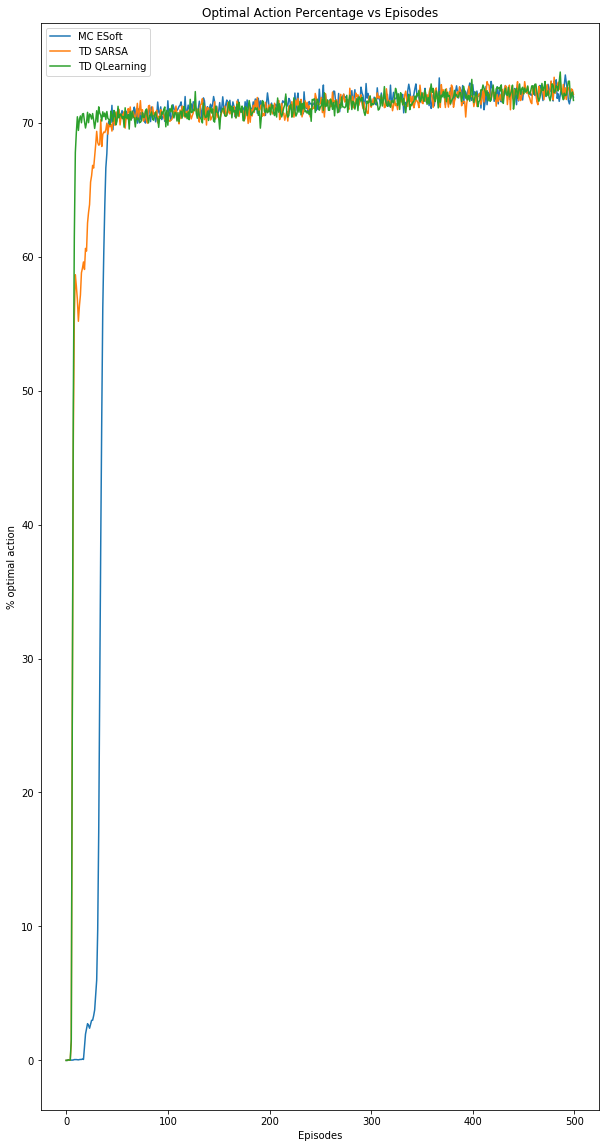 Optimal Action Percentage vs Episodes
MC ESoft
TD SARSA
TD QLearning
70
60
50
40
30
20
10
0
% optimal action
0 100 200 300 400 500
Episodes